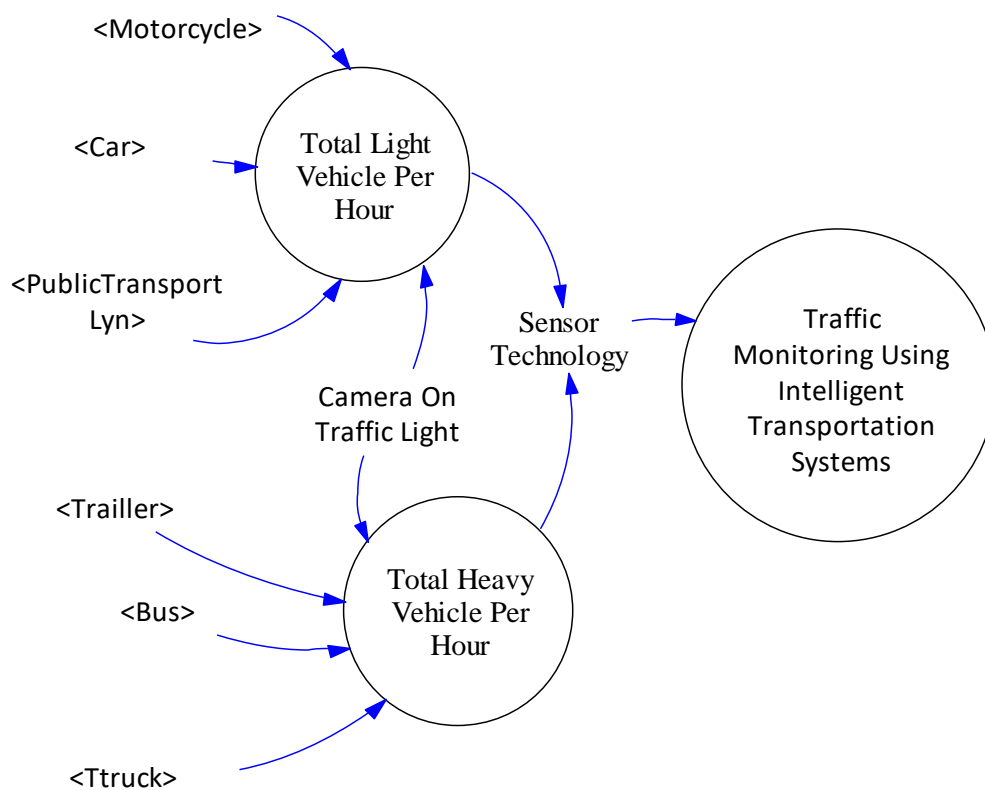 <Motorcycle>
Total Light
Vehicle Per
Hour
<Car>
<PublicTransport
Lyn>
Sensor
Technology
Traffic
Monitoring Using
Intelligent
Transportation
Systems
Camera On
Traffic Light
<Trailler>
<Bus>
Total Heavy
Vehicle Per
Hour
<Ttruck>